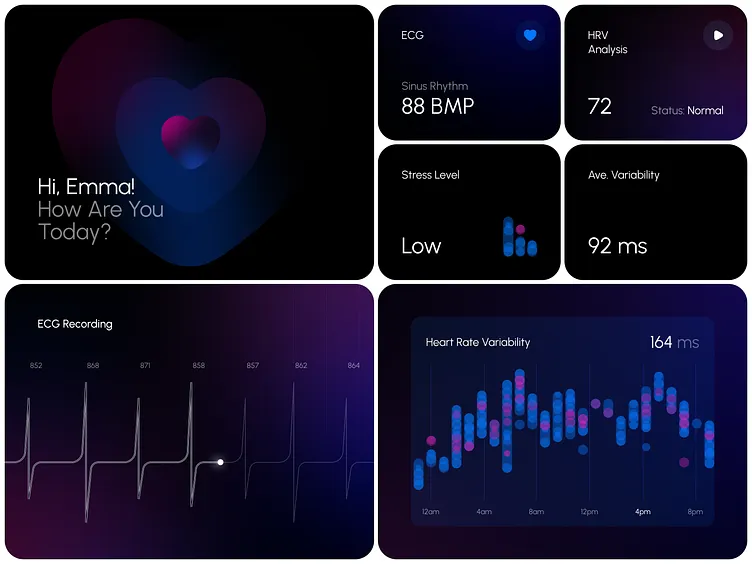 Hi, Emma!
How Are You
Today?
ECG
Sinus Rhythm
88 BMP
HRV
Analysis
72
Status: Normal
Stress Level
Low
Ave. Variability
92 ms
ECG Recording
852 868 871 858 857 862 864
Heart Rate Variability 164 ms
12am 4am 8am 12pm 4pm 8pm